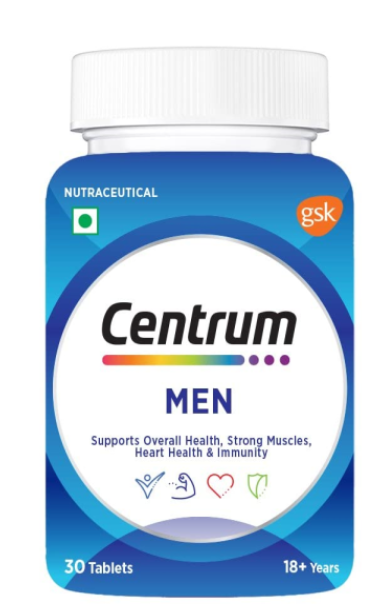 NUTRACEUTICAL
gsk
Centrum
MEN
Supports Overall Health, Strong Muscles,
Heart Health & Immunity
30 Tablets
18+ Years